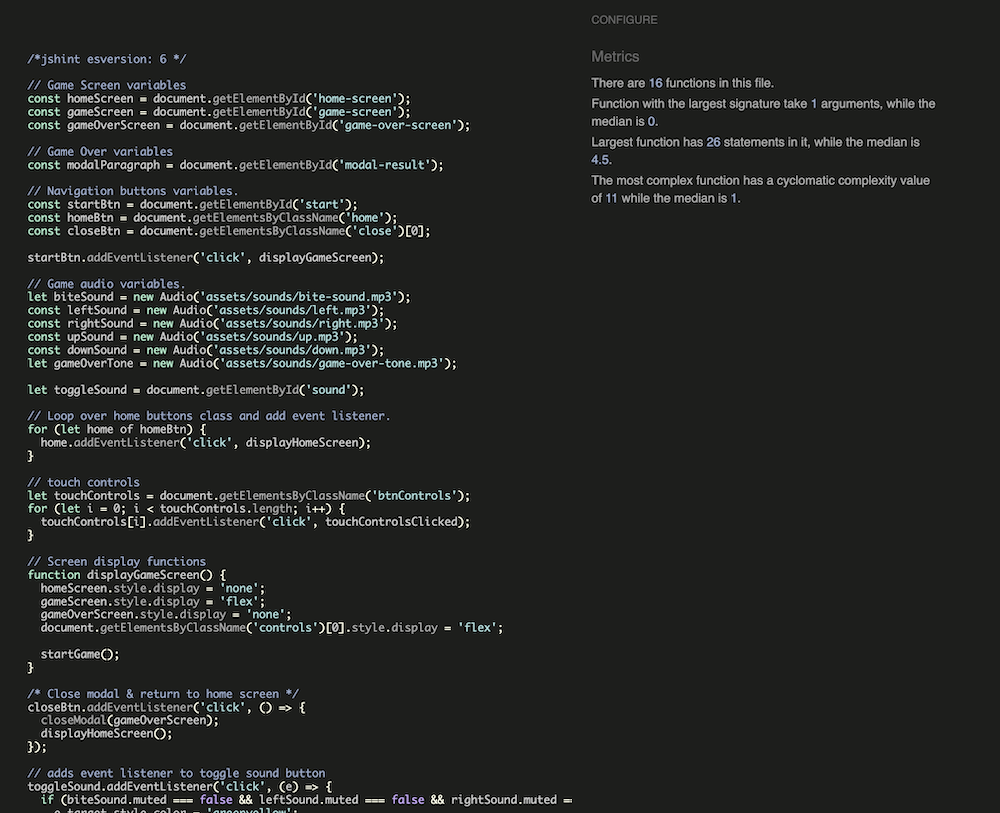 CONFIGURE
/*jshint esversion: 6 */
// Game Screen variables
const homeScreen = document.getElementById('home-screen');
const gameScreen = document.getElementById('game-screen');
const gameOverScreen = document.getElementById('game-over-screen');
// Game Over variables
const modalParagraph = document.getElementById('modal-result');
// Navigation buttons variables.
const startBtn = document.getElementById('start');
const homeBtn = document.getElementsByClassName('home');
const closeBtn = document.getElementsByClassName('close')[0];
startBtn.addEventListener('click', displayGameScreen);
// Game audio variables.
let biteSound = new Audio('assets/sounds/bite-sound.mp3');
const leftSound = new Audio('assets/sounds/left.mp3');
const rightSound = new Audio('assets/sounds/right.mp3');
const upSound = new Audio('assets/sounds/up.mp3');
const downSound = new Audio('assets/sounds/down.mp3');
let gameOverTone = new Audio('assets/sounds/game-over-tone.mp3');
let toggleSound = document.getElementById('sound');
// Loop over home buttons class and add event listener.
for (let home of homeBtn) {
  home.addEventListener('click', displayHomeScreen);
}
// touch controls
let touchControls = document.getElementsByClassName('btnControls');
for (let i = 0; i < touchControls.length; i++) {
  touchControls[i].addEventListener('click', touchControlsClicked);
}
// Screen display functions
function displayGameScreen() {
  homeScreen.style.display = 'none';
  gameScreen.style.display = 'flex';
  gameOverScreen.style.display = 'none';
  document.getElementsByClassName('controls')[0].style.display = 'flex';
  startGame();
}
/* Close modal & return to home screen */
closeBtn.addEventListener('click', () => {
  closeModal(gameOverScreen);
  displayHomeScreen();
});
// adds event listener to toggle sound button
toggleSound.addEventListener('click', (e) => {
  if (biteSound.muted === false && leftSound.muted === false && rightSound.muted =
    e.target.style.color = 'greenyellow';
Metrics
There are 16 functions in this file.
Function with the largest signature take 1 arguments, while the
median is 0.
Largest function has 26 statements in it, while the median is
4.5.
The most complex function has a cyclomatic complexity value
of 11 while the median is 1.